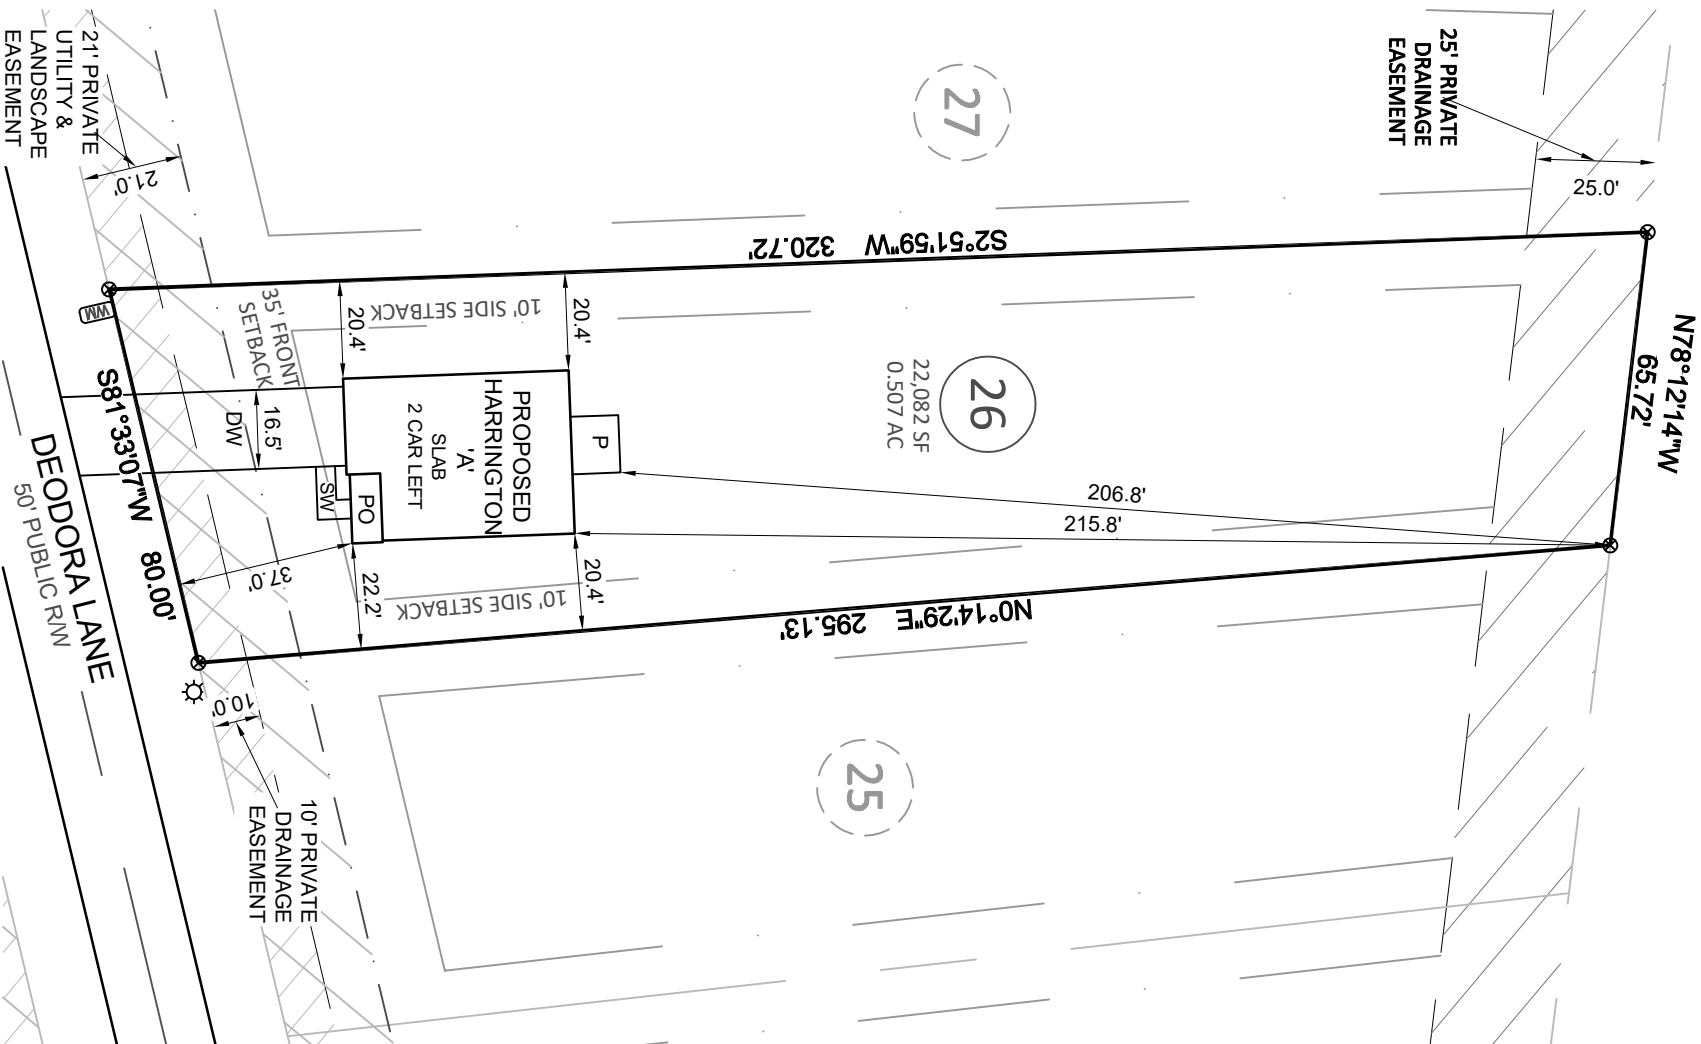 25' PRIVATE
DRAINAGE
EASEMENT
25.0'
N78°12'14"W
65.72'
27
S2°51'59"W 320.72'
26
22,082 SF
0.507 AC
206.8'
215.8'
N0°14'29"E 295.13'
10' SIDE SETBACK
20.4'
20.4'
P
PROPOSED
HARRINGTON
'A'
SLAB
2 CAR LEFT
PO
SW
16.5'
DW
35' FRONT
SETBACK
20.4'
22.2'
10' SIDE SETBACK
37.0'
WM
S81°33'07"W 80.00'
21' PRIVATE
UTILITY &
LANDSCAPE
EASEMENT
21.0'
10.0'
10' PRIVATE
DRAINAGE
EASEMENT
25
DEODORA LANE
50' PUBLIC R/W